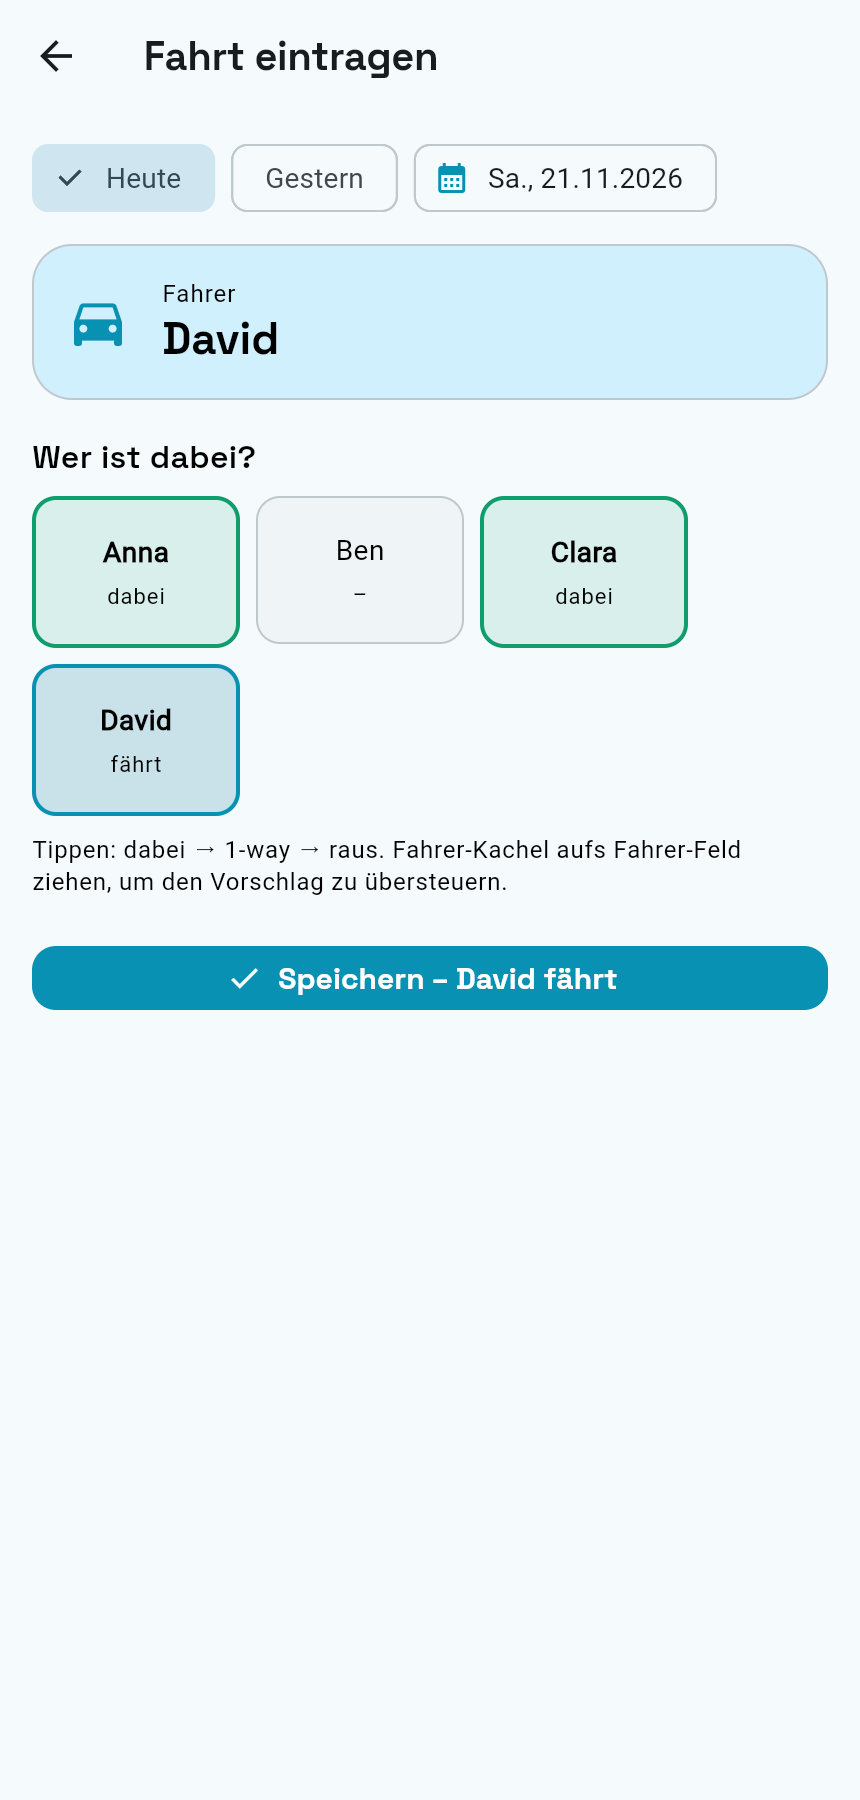 Fahrt eintragen
Heute
Gestern
Sa., 21.11.2026
Fahrer
David
Wer ist dabei?
Anna
dabei
Ben
–
Clara
dabei
David
fährt
Tippen: dabei → 1-way → raus. Fahrer-Kachel aufs Fahrer-Feld
ziehen, um den Vorschlag zu übersteuern.
Speichern – David fährt